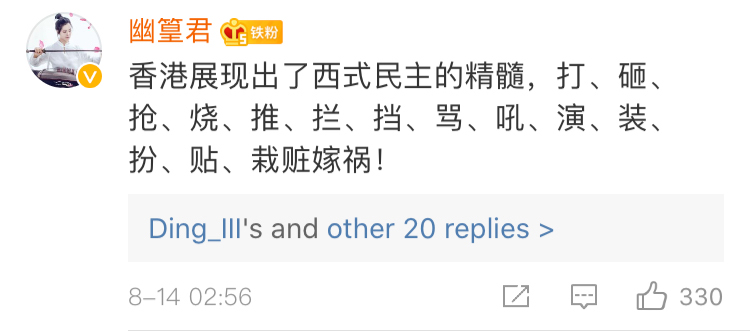 幽篁君 5 铁粉
香港展现出了西式民主的精髓，打、砸、
抢、烧、推、拦、挡、骂、吼、演、装、
扮、贴、栽赃嫁祸！
Ding_III's and other 20 replies >
8-14 02:56 330